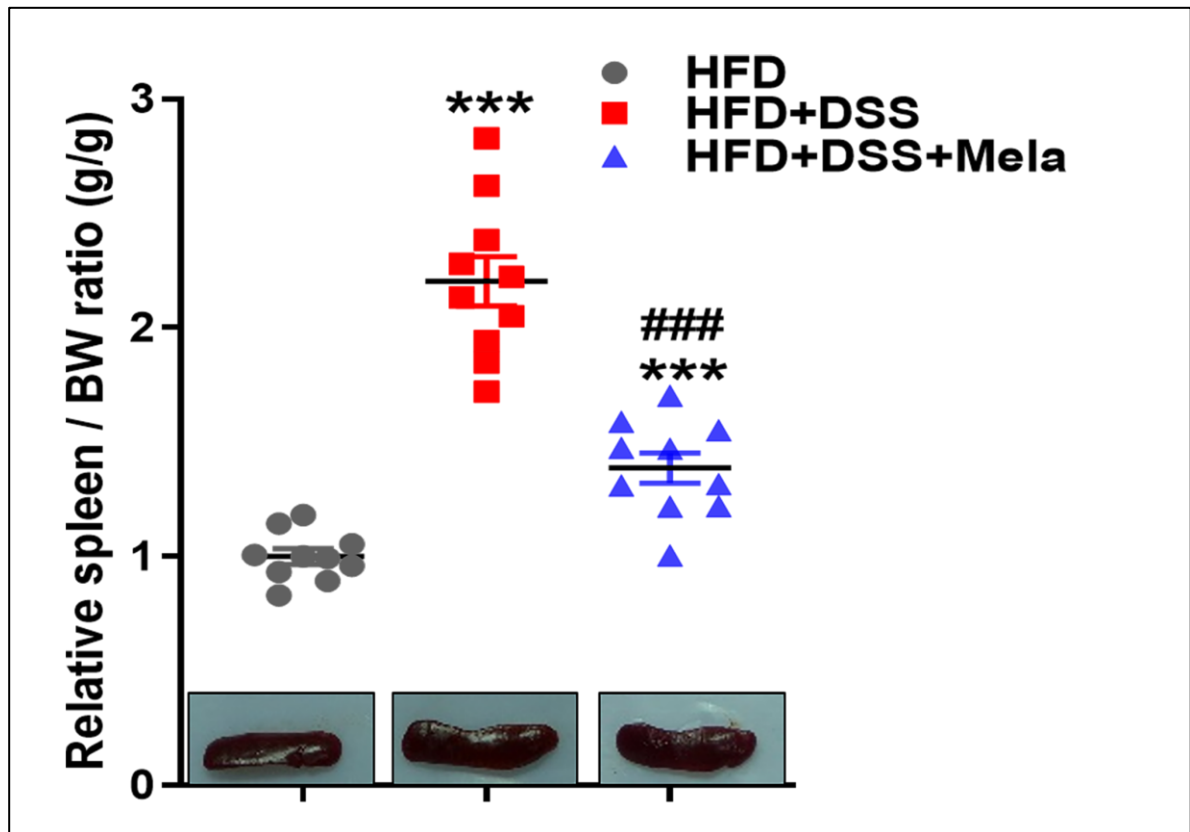 HFD
HFD+DSS
HFD+DSS+Mela
Relative spleen / BW ratio (g/g)
3
***
2
###
***
1
0